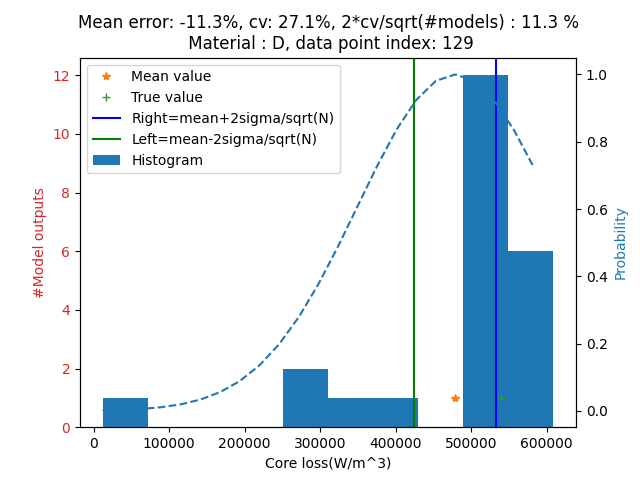 Mean error: -11.3%, cv: 27.1%, 2*cv/sqrt(#models) : 11.3 %
Material : D, data point index: 129
Mean value
True value
Right=mean+2sigma/sqrt(N)
Left=mean-2sigma/sqrt(N)
Histogram
#Model outputs
12
10
8
6
4
2
0
1.0
0.8
0.6
0.4
0.2
0.0
Probability
0 100000 200000 300000 400000 500000 600000
Core loss(W/m^3)